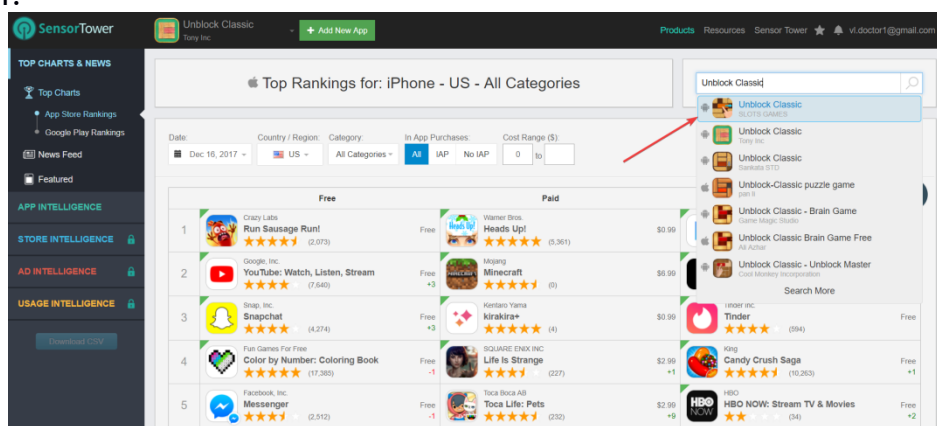 SensorTower
Unblock Classic
Tony Inc
+ Add New App
Products Resources Sensor Tower vl.doctor1@gmail.com
TOP CHARTS & NEWS
Top Charts
App Store Rankings
Google Play Rankings
News Feed
Featured
APP INTELLIGENCE
STORE INTELLIGENCE
AD INTELLIGENCE
USAGE INTELLIGENCE
Download CSV
Top Rankings for: iPhone - US - All Categories
Unblock Classic
Unblock Classic
SLOTS GAMES
Unblock Classic
Tony Inc
Unblock Classic
Sankata STD
Unblock-Classic puzzle game
pan li
Unblock Classic - Brain Game
Game Magic Studio
Unblock Classic Brain Game Free
Ali Azhar
Unblock Classic - Unblock Master
Cool Monkey Incorporation
Search More
Date: Country / Region: Category: In App Purchases: Cost Range ($):
Dec 16, 2017 US All Categories All IAP No IAP 0 to
Free Paid
1
Crazy Labs
Run Sausage Run!
(2,073)
Free
Warner Bros.
Heads Up!
(5,361)
$0.99
2
Google, Inc.
YouTube: Watch, Listen, Stream
(7,640)
Free
+3
Mojang
Minecraft
(0)
$6.99
3
Snap, Inc.
Snapchat
(4,274)
Free
+3
Kentaro Yama
kirakira+
(4)
$0.99
Tinder Inc.
Tinder
(594)
Free
4
Fun Games For Free
Color by Number: Coloring Book
(17,383)
Free
-1
SQUARE ENIX INC
Life Is Strange
(227)
$2.99
+1
King
Candy Crush Saga
(10,263)
Free
+1
5
Facebook, Inc.
Messenger
(2,512)
Free
-1
Toca Boca AB
Toca Life: Pets
(232)
$2.99
+9
HBO
NOW
HBO
HBO NOW: Stream TV & Movies
(34)
Free
+2